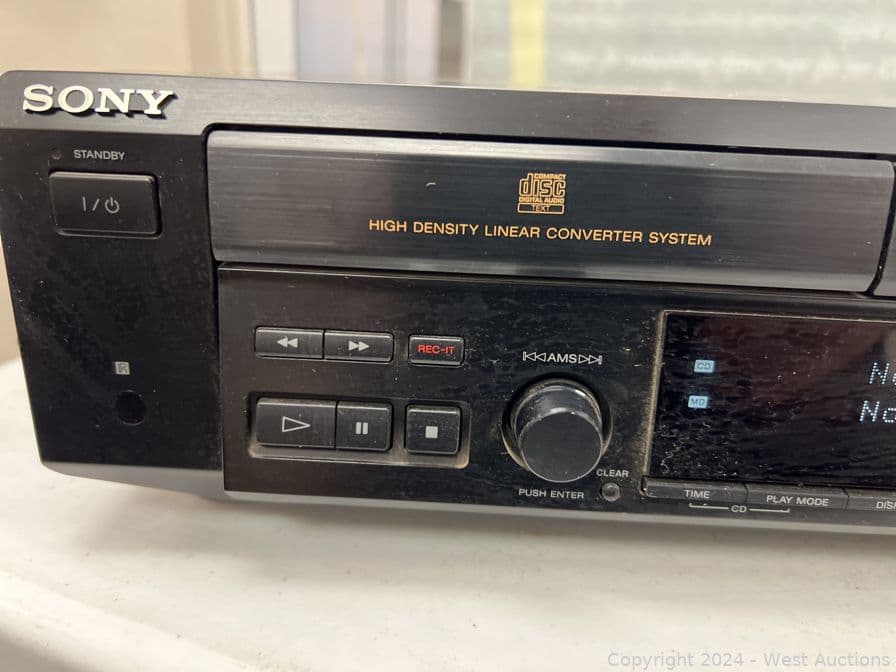 SONY
STANDBY
I/⏻
COMPACT
disc
DIGITAL AUDIO
TEXT
HIGH DENSITY LINEAR CONVERTER SYSTEM
REC-IT
AMS
R
CD
MD
No
CLEAR
PUSH ENTER
TIME
PLAY MODE
CD
Copyright 2024 - West Auctions